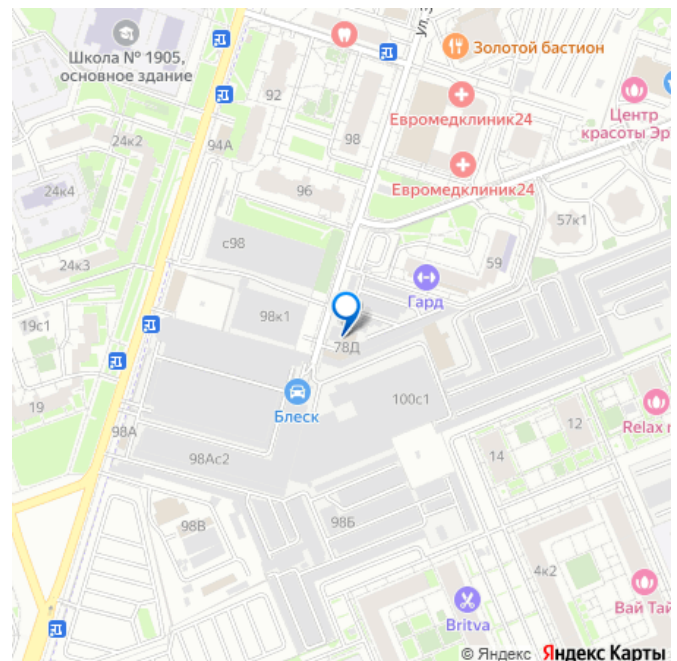 Школа № 1905,
основное здание
Золотой бастион
92
24к2
94А
98
Евромедклиник24
Центр
красоты Эр
24к4
96
Евромедклиник24
57к1
с98
59
24к3
Гард
98к1
19с1
78Д
100с1
Блеск
19
12
Relax
98А
98Ас2
14
98В
98Б
4к2
Britva
Вай Тай
© Яндекс Яндекс Карты